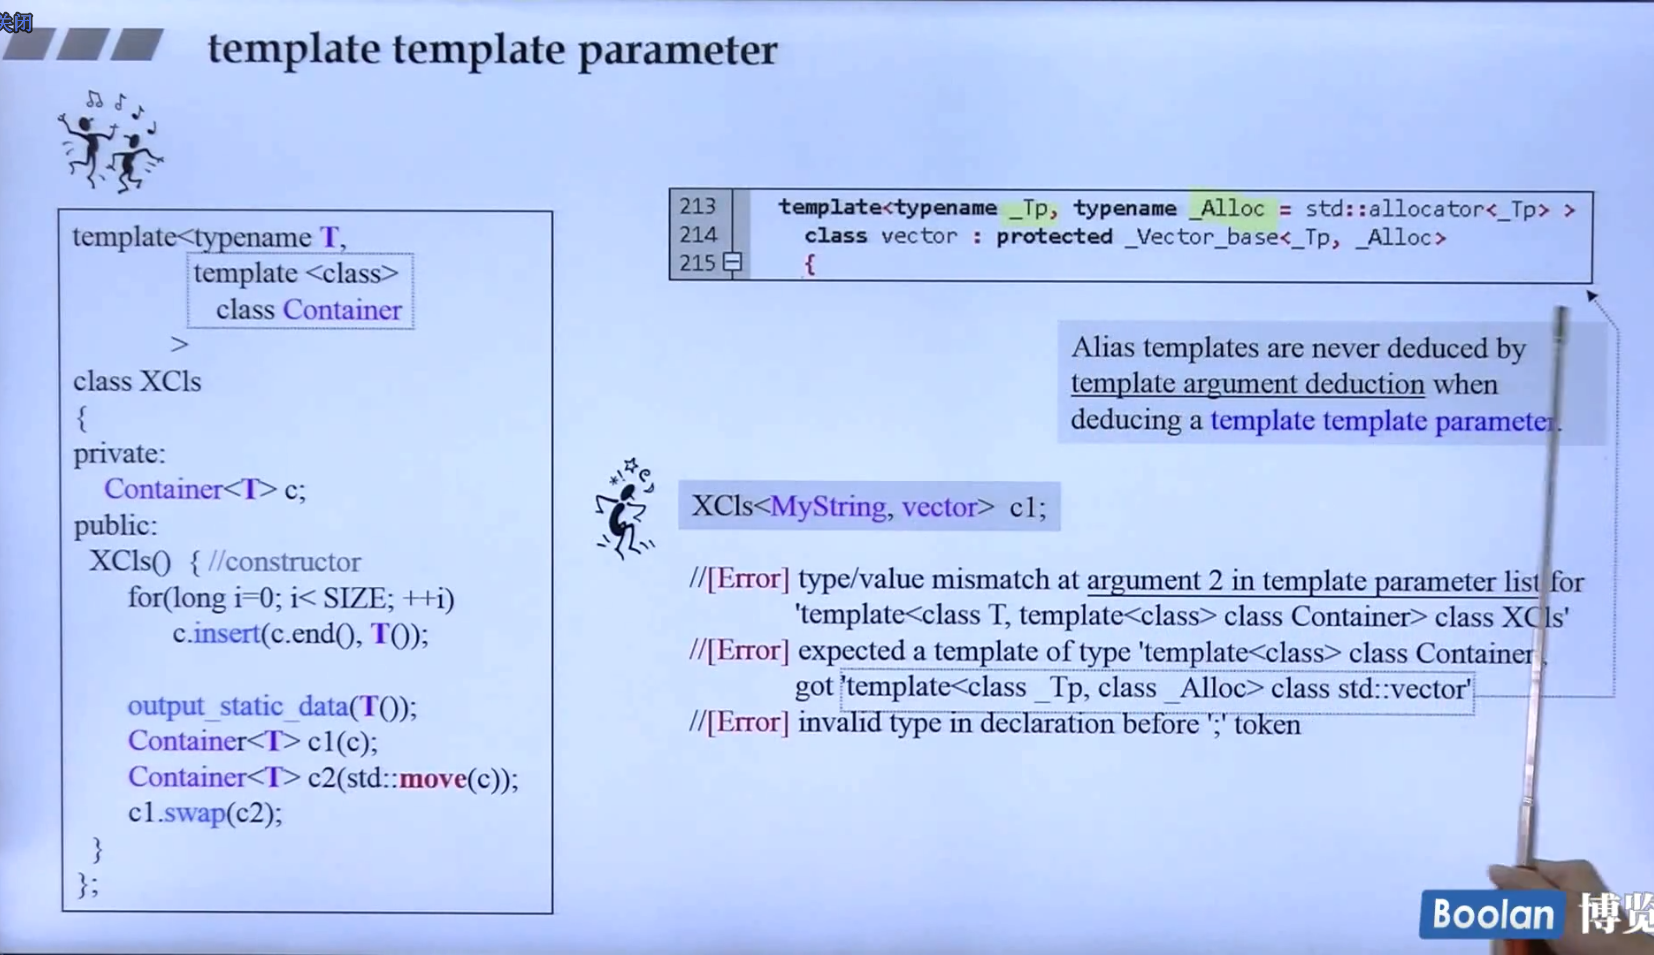 关闭
template template parameter
template<typename T,
template <class>
class Container
>
class XCls
{
private:
Container<T> c;
public:
XCls() { //constructor
for(long i=0; i< SIZE; ++i)
c.insert(c.end(), T());
output_static_data(T());
Container<T> c1(c);
Container<T> c2(std::move(c));
c1.swap(c2);
}
};
213 template<typename _Tp, typename _Alloc = std::allocator<_Tp> >
214 class vector : protected _Vector_base<_Tp, _Alloc>
215 {
Alias templates are never deduced by
template argument deduction when
deducing a template template parameter.
XCls<MyString, vector> c1;
//[Error] type/value mismatch at argument 2 in template parameter list for
'template<class T, template<class> class Container> class XCls'
//[Error] expected a template of type 'template<class> class Container',
got 'template<class _Tp, class _Alloc> class std::vector'
//[Error] invalid type in declaration before ';' token
Boolan 博览